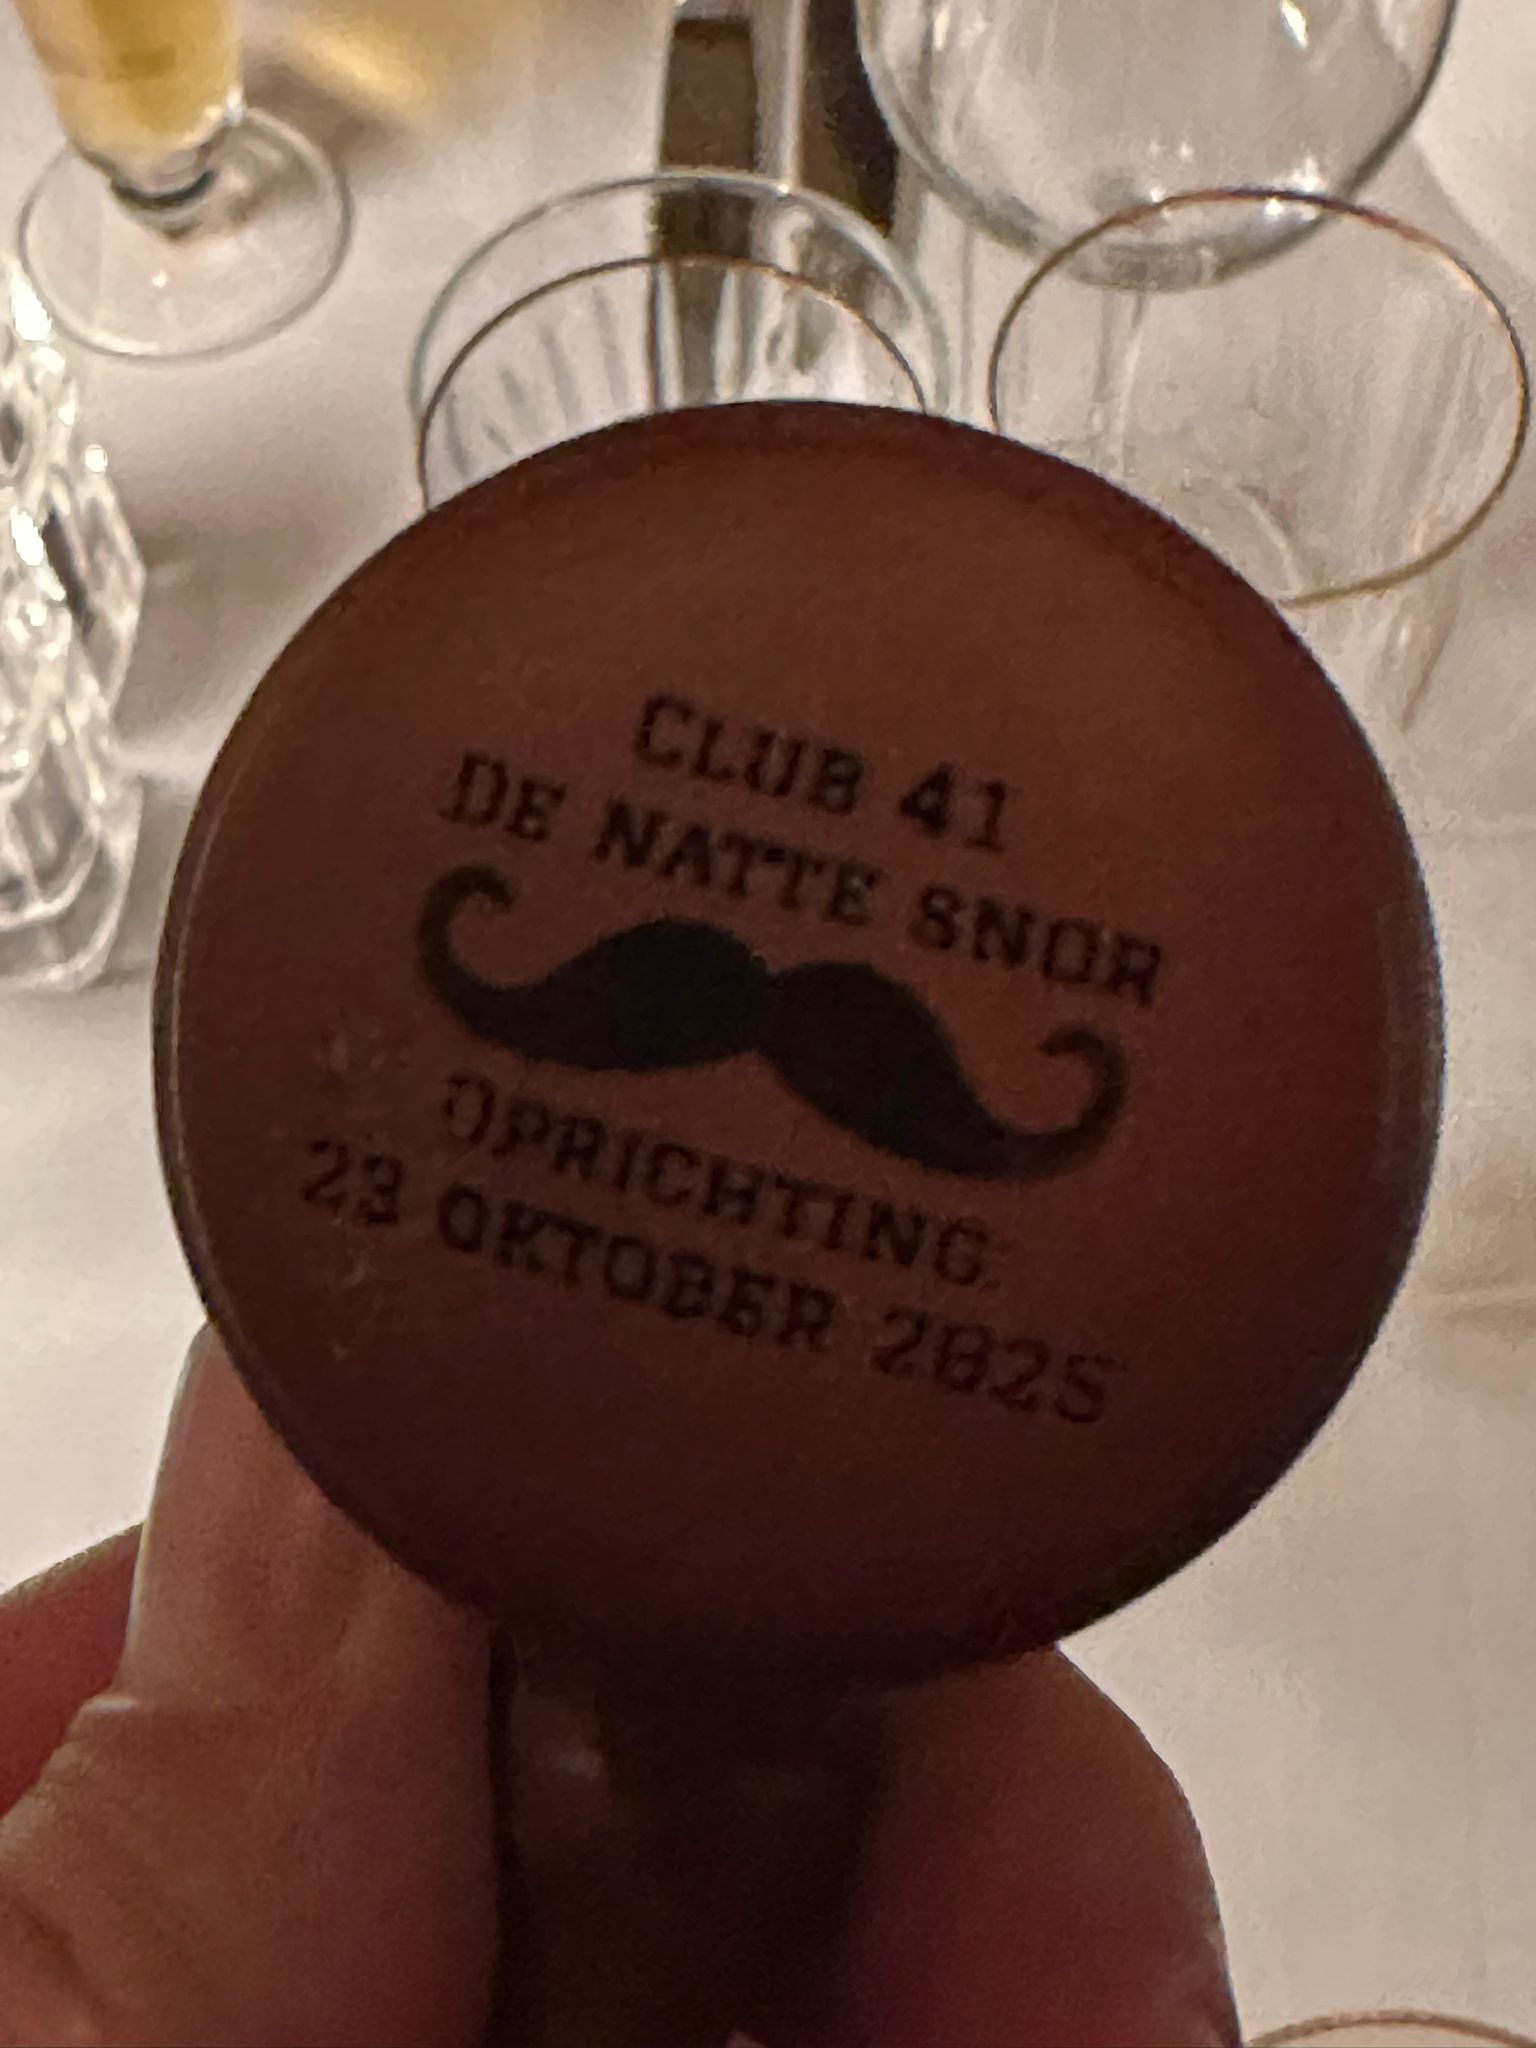 CLUB 41
DE NATTE SNOR
OPRICHTING:
23 OKTOBER 2025